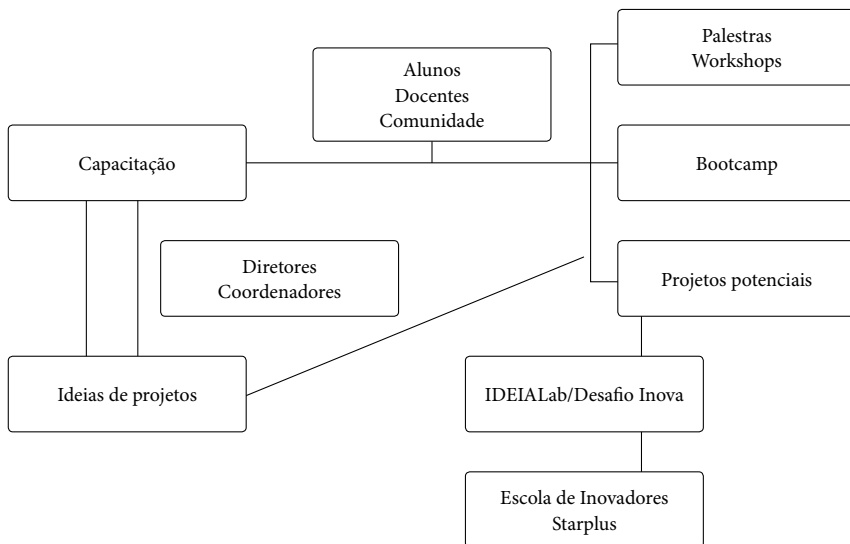 Palestras
Workshops
Alunos
Docentes
Comunidade
Capacitação
Bootcamp
Diretores
Coordenadores
Projetos potenciais
Ideias de projetos
IDEIALab/Desafio Inova
Escola de Inovadores
Starplus